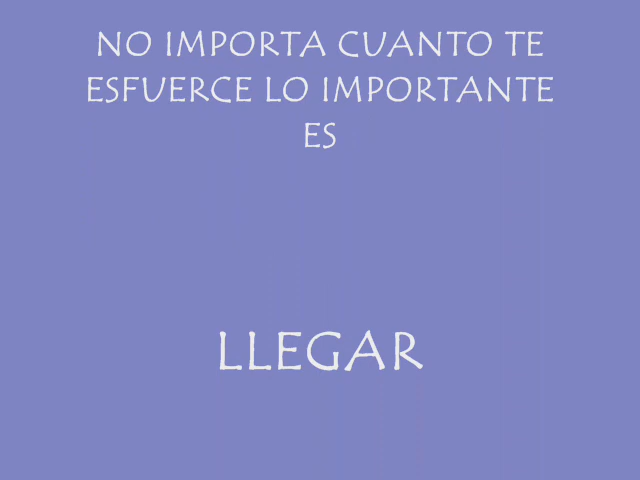 NO IMPORTA CUANTO TE
ESFUERCE LO IMPORTANTE
ES
LLEGAR